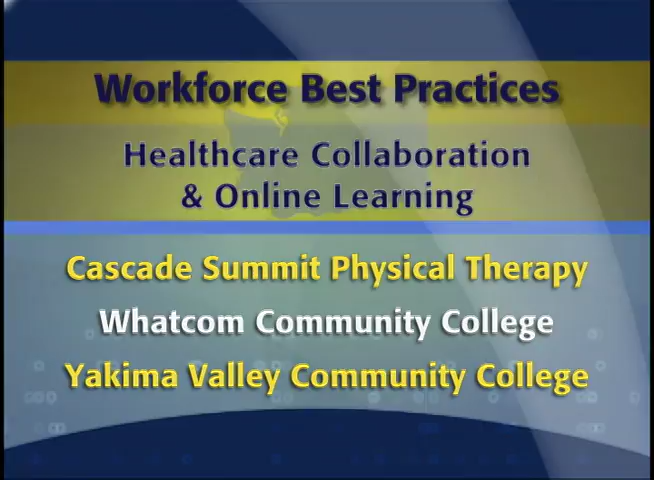 Workforce Best Practices
Healthcare Collaboration
& Online Learning
Cascade Summit Physical Therapy
Whatcom Community College
Yakima Valley Community College